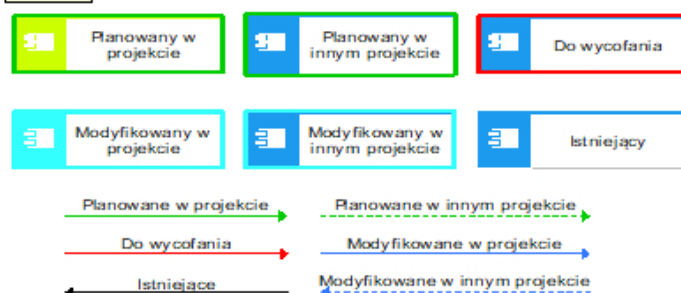 Planowany w
projekcie
Planowany w
innym projekcie
Do wycofania
Modyfikowany w
projekcie
Modyfikowany w
innym projekcie
Istniejący
Planowane w projekcie
Planowane w innym projekcie
Do wycofania
Modyfikowane w projekcie
Istniejące
Modyfikowane w innym projekcie